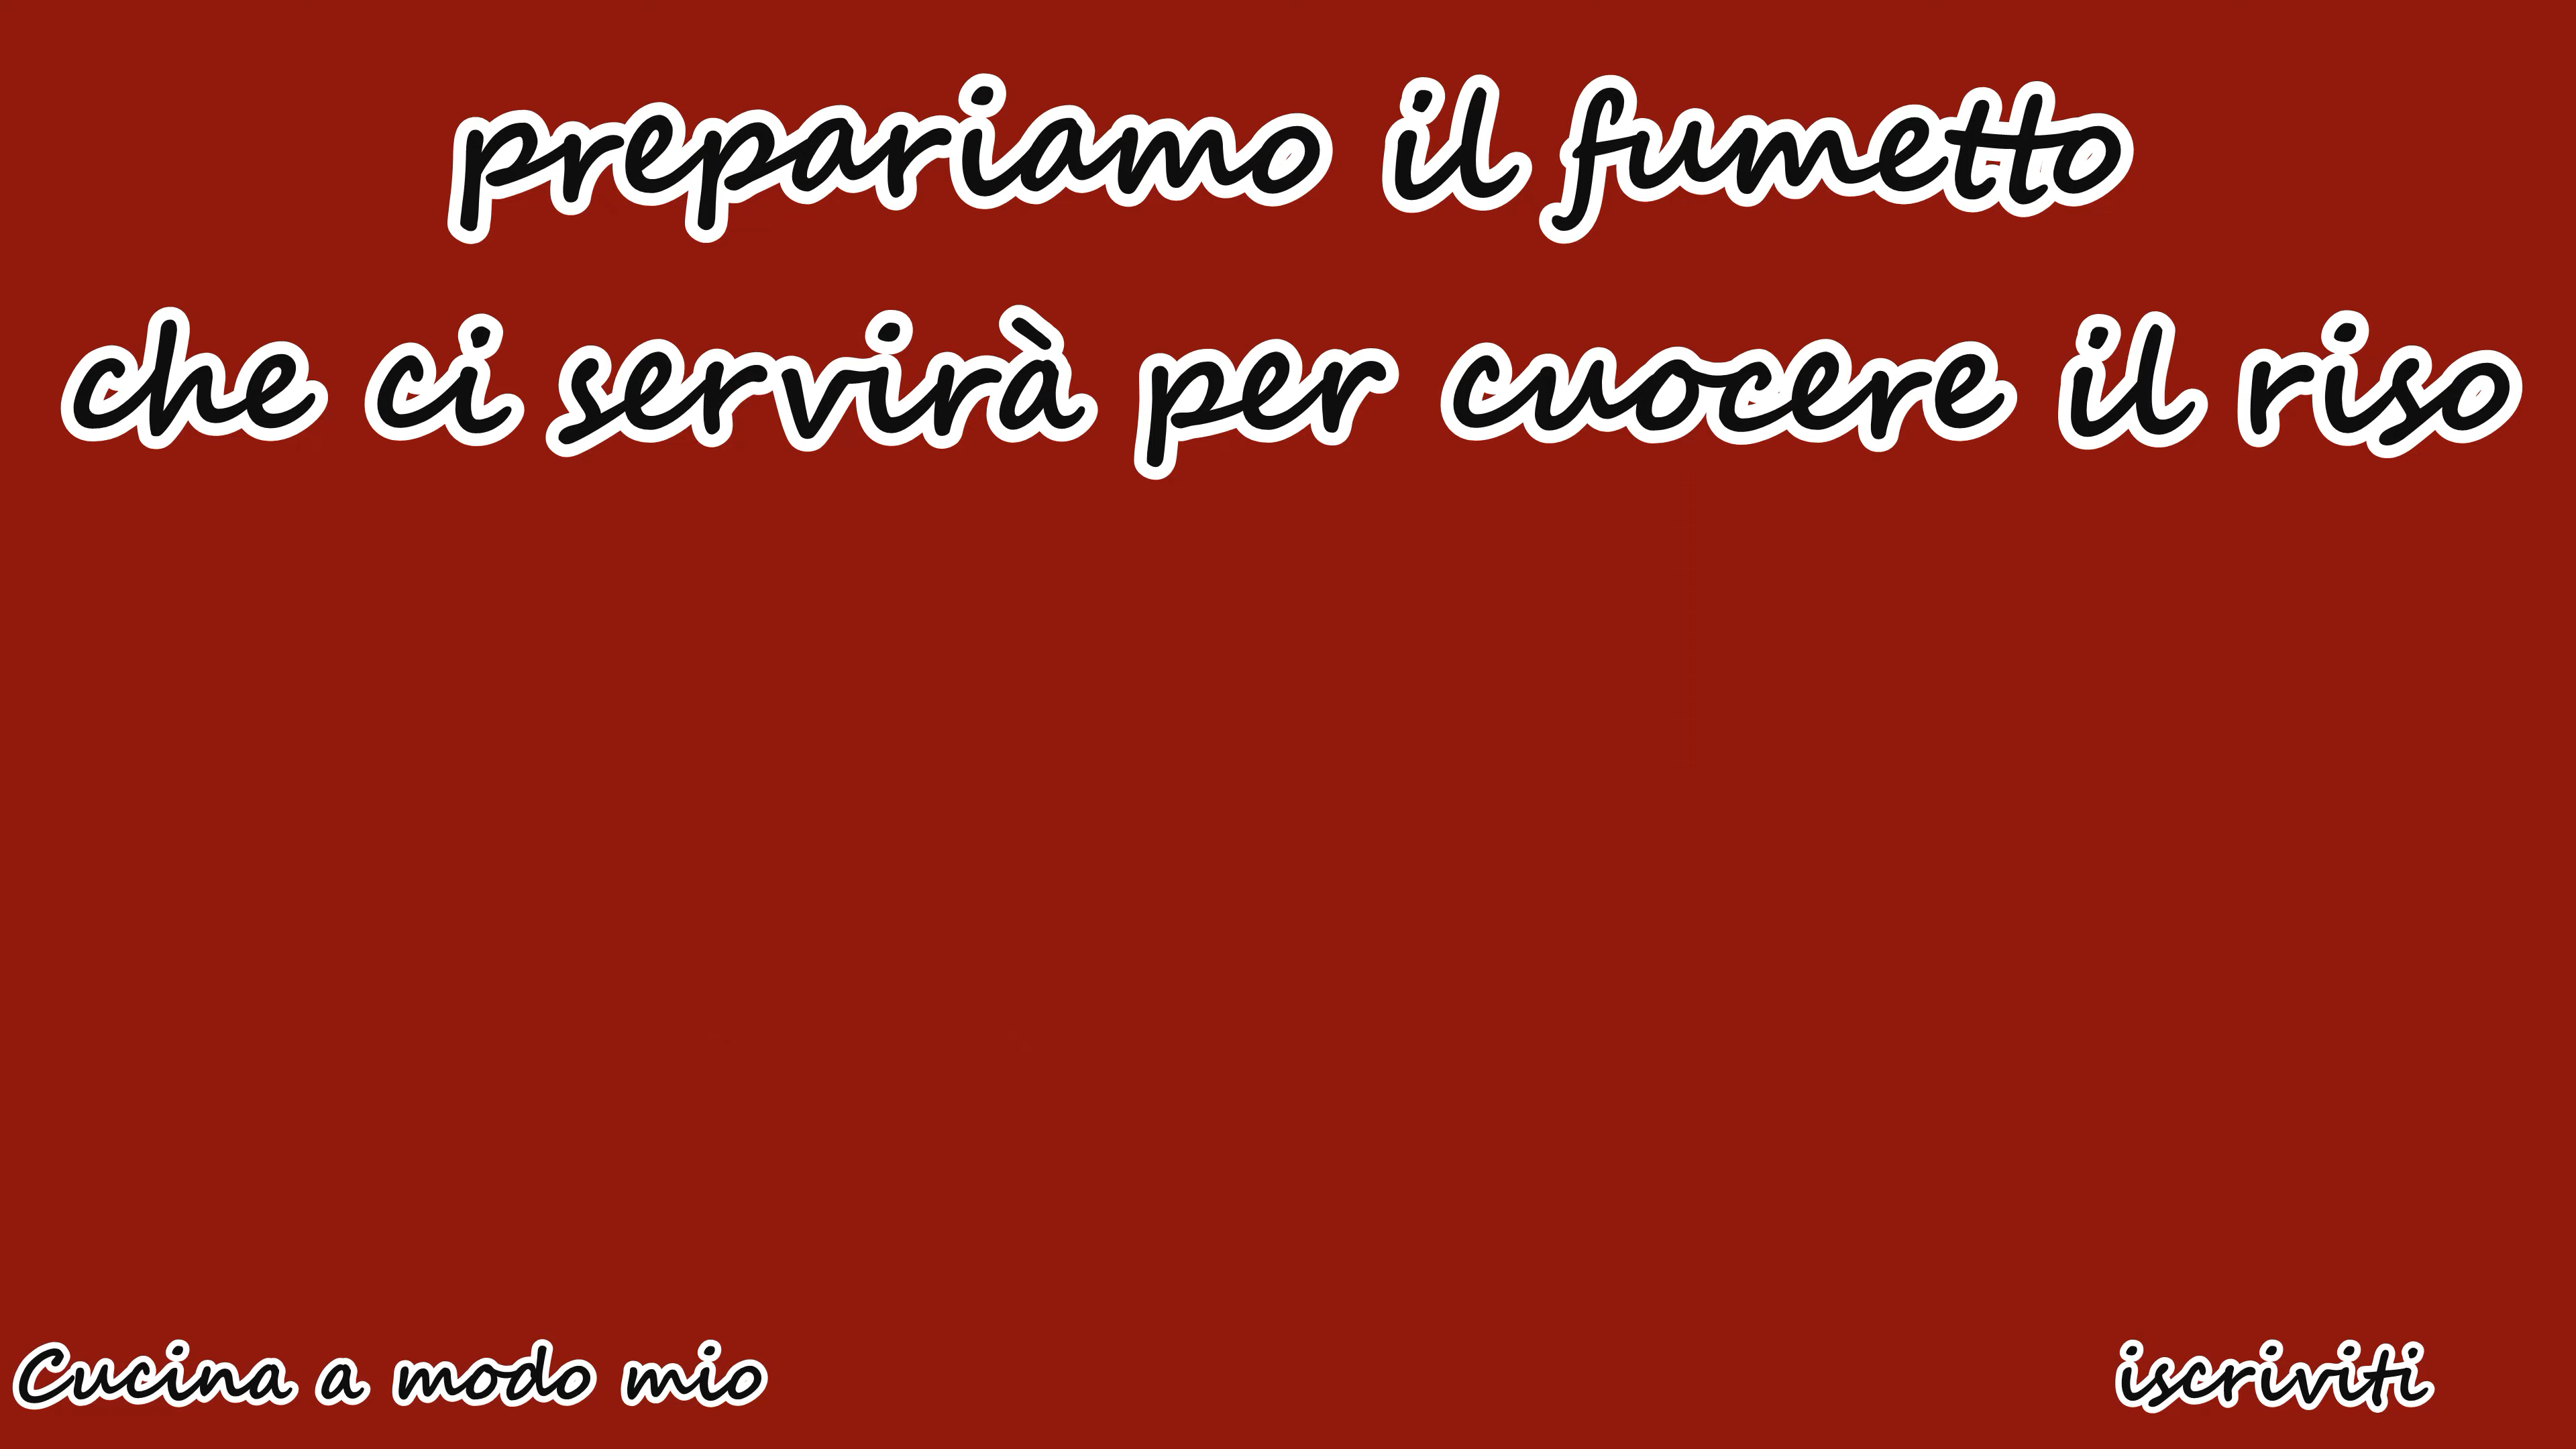 prepariamo il fumetto
che ci servirà per cuocere il riso
Cucina a modo mio
iscriviti